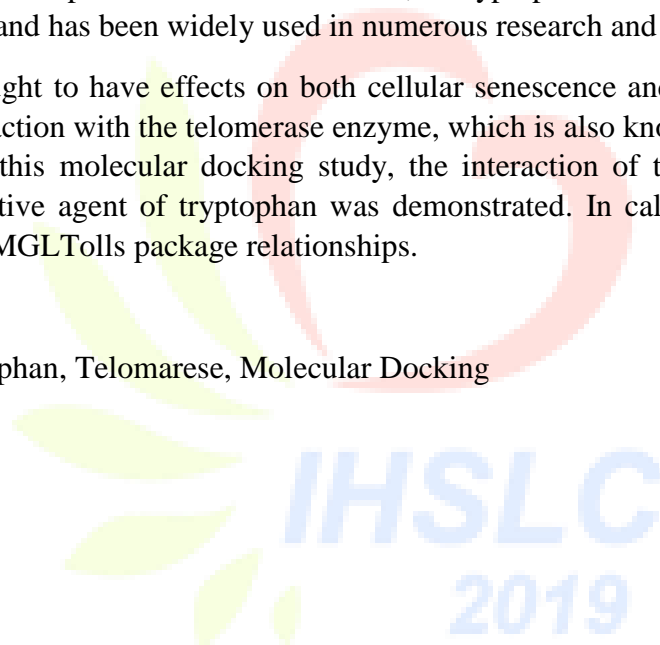 and has been widely used in numerous research and
ght to have effects on both cellular senescence and
action with the telomerase enzyme, which is also kno
this molecular docking study, the interaction of t
tive agent of tryptophan was demonstrated. In cal
MGLTolls package relationships.
phan, Telomarese, Molecular Docking
IHSLC
2019